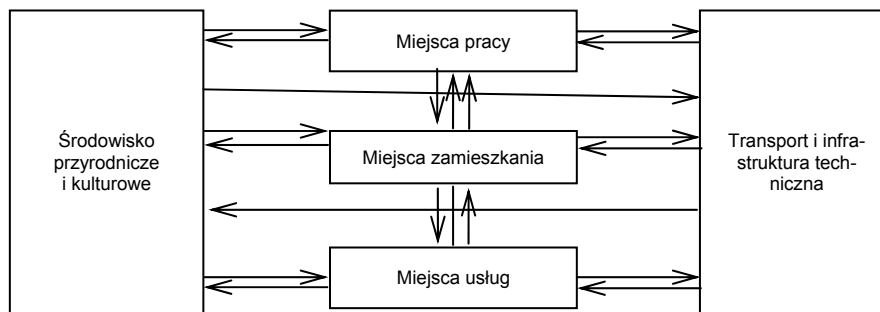 Miejsca pracy
Środowisko
przyrodnicze
i kulturowe
Miejsca zamieszkania
Transport i infra-
struktura tech-
niczna
Miejsca usług